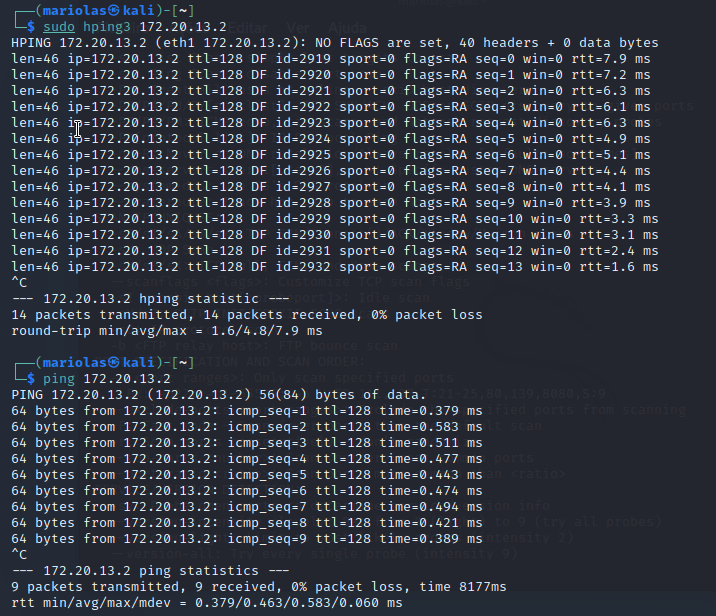 ┌──(mariolas㉿kali)-[~]
└─$ sudo hping3 172.20.13.2
HPING 172.20.13.2 (eth1 172.20.13.2): NO FLAGS are set, 40 headers + 0 data bytes
len=46 ip=172.20.13.2 ttl=128 DF id=2919 sport=0 flags=RA seq=0 win=0 rtt=7.9 ms
len=46 ip=172.20.13.2 ttl=128 DF id=2920 sport=0 flags=RA seq=1 win=0 rtt=7.2 ms
len=46 ip=172.20.13.2 ttl=128 DF id=2921 sport=0 flags=RA seq=2 win=0 rtt=6.3 ms
len=46 ip=172.20.13.2 ttl=128 DF id=2922 sport=0 flags=RA seq=3 win=0 rtt=6.1 ms
len=46 ip=172.20.13.2 ttl=128 DF id=2923 sport=0 flags=RA seq=4 win=0 rtt=6.3 ms
len=46 ip=172.20.13.2 ttl=128 DF id=2924 sport=0 flags=RA seq=5 win=0 rtt=4.9 ms
len=46 ip=172.20.13.2 ttl=128 DF id=2925 sport=0 flags=RA seq=6 win=0 rtt=5.1 ms
len=46 ip=172.20.13.2 ttl=128 DF id=2926 sport=0 flags=RA seq=7 win=0 rtt=4.4 ms
len=46 ip=172.20.13.2 ttl=128 DF id=2927 sport=0 flags=RA seq=8 win=0 rtt=4.1 ms
len=46 ip=172.20.13.2 ttl=128 DF id=2928 sport=0 flags=RA seq=9 win=0 rtt=3.9 ms
len=46 ip=172.20.13.2 ttl=128 DF id=2929 sport=0 flags=RA seq=10 win=0 rtt=3.3 ms
len=46 ip=172.20.13.2 ttl=128 DF id=2930 sport=0 flags=RA seq=11 win=0 rtt=3.1 ms
len=46 ip=172.20.13.2 ttl=128 DF id=2931 sport=0 flags=RA seq=12 win=0 rtt=2.4 ms
len=46 ip=172.20.13.2 ttl=128 DF id=2932 sport=0 flags=RA seq=13 win=0 rtt=1.6 ms
^C
--- 172.20.13.2 hping statistic ---
14 packets transmitted, 14 packets received, 0% packet loss
round-trip min/avg/max = 1.6/4.8/7.9 ms
┌──(mariolas㉿kali)-[~]
└─$ ping 172.20.13.2
PING 172.20.13.2 (172.20.13.2) 56(84) bytes of data.
64 bytes from 172.20.13.2: icmp_seq=1 ttl=128 time=0.379 ms
64 bytes from 172.20.13.2: icmp_seq=2 ttl=128 time=0.583 ms
64 bytes from 172.20.13.2: icmp_seq=3 ttl=128 time=0.511 ms
64 bytes from 172.20.13.2: icmp_seq=4 ttl=128 time=0.477 ms
64 bytes from 172.20.13.2: icmp_seq=5 ttl=128 time=0.443 ms
64 bytes from 172.20.13.2: icmp_seq=6 ttl=128 time=0.474 ms
64 bytes from 172.20.13.2: icmp_seq=7 ttl=128 time=0.494 ms
64 bytes from 172.20.13.2: icmp_seq=8 ttl=128 time=0.421 ms
64 bytes from 172.20.13.2: icmp_seq=9 ttl=128 time=0.389 ms
^C
--- 172.20.13.2 ping statistics ---
9 packets transmitted, 9 received, 0% packet loss, time 8177ms
rtt min/avg/max/mdev = 0.379/0.463/0.583/0.060 ms